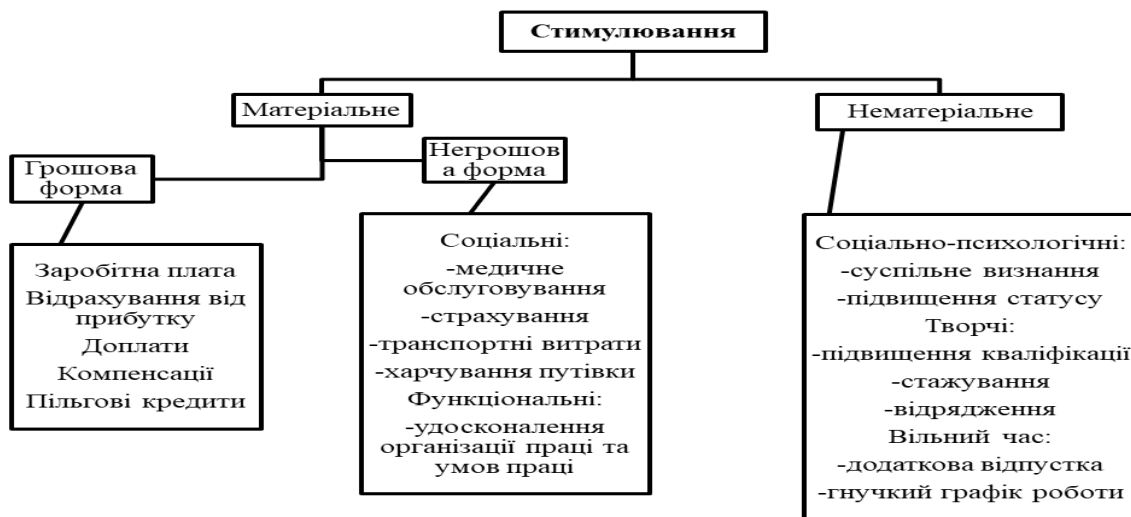 Стимулювання
Матеріальне
Нематеріальне
Грошова
форма
Негрошов
а форма
Заробітна плата
Відрахування від
прибутку
Доплати
Компенсації
Пільгові кредити
Соціальні:
-медичне
обслуговування
-страхування
-транспортні витрати
-харчування путівки
Функціональні:
-удосконалення
організації праці та
умов праці
Соціально-психологічні:
-суспільне визнання
-підвищення статусу
Творчі:
-підвищення кваліфікації
-стажування
-відрядження
Вільний час:
-додаткова відпустка
-гнучкий графік роботи